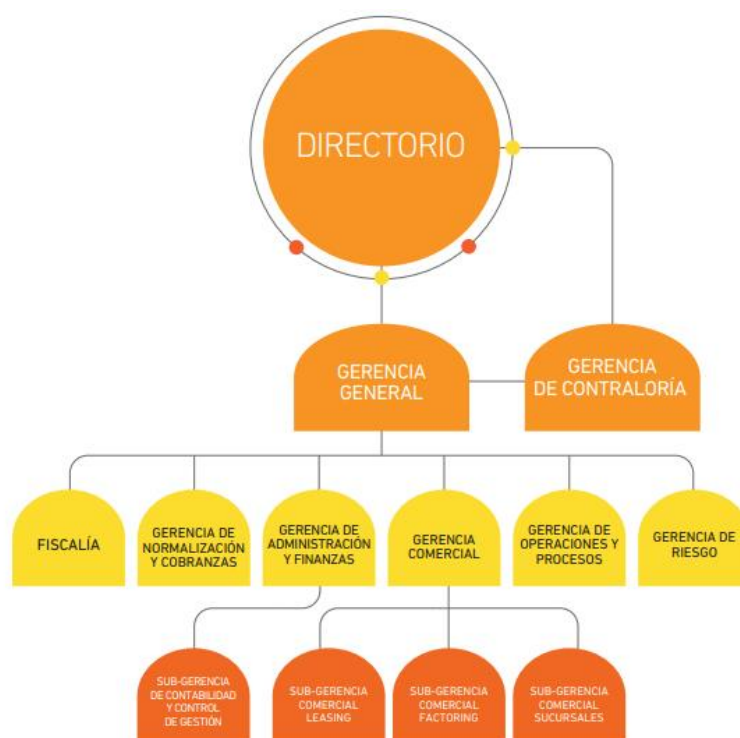 DIRECTORIO
GERENCIA
GENERAL
GERENCIA
DE CONTRALORÍA
FISCALÍA
GERENCIA DE
NORMALIZACIÓN
Y COBRANZAS
GERENCIA DE
ADMINISTRACIÓN
Y FINANZAS
GERENCIA
COMERCIAL
GERENCIA DE
OPERACIONES Y
PROCESOS
GERENCIA DE
RIESGO
SUB-GERENCIA
DE CONTABILIDAD
Y CONTROL
DE GESTIÓN
SUB-GERENCIA
COMERCIAL
LEASING
SUB-GERENCIA
COMERCIAL
FACTORING
SUB-GERENCIA
COMERCIAL
SUCURSALES